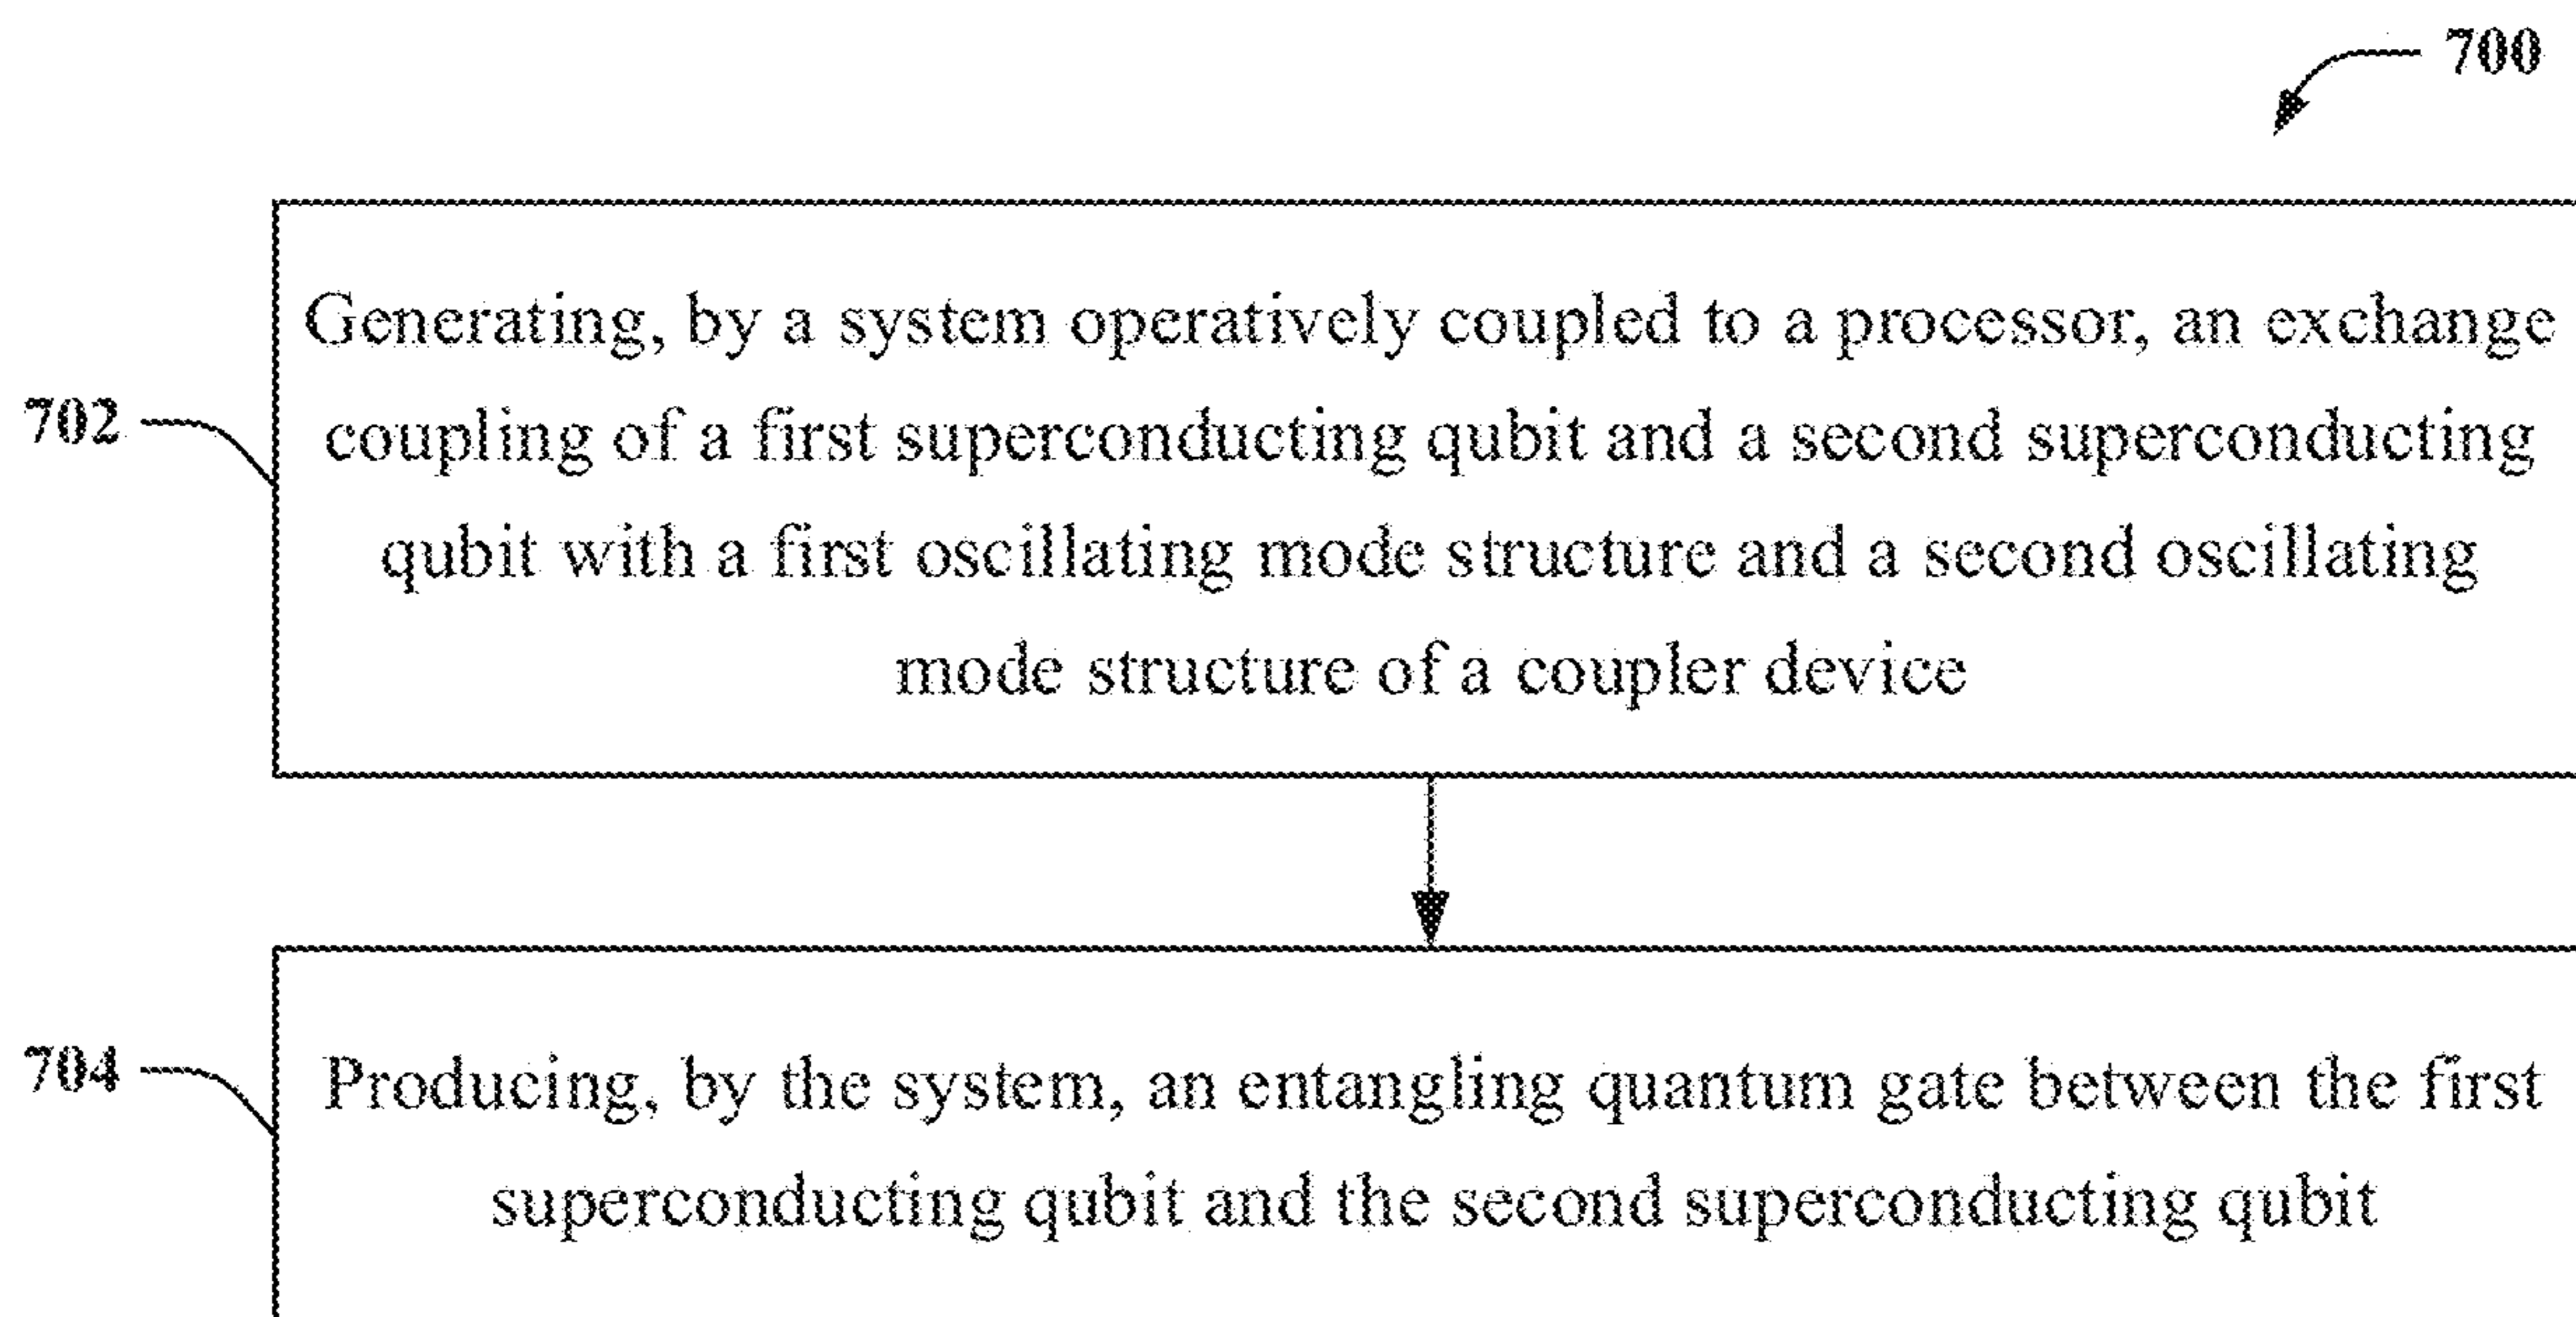 700
Generating, by a system operatively coupled to a processor, an exchange
702
coupling of a first superconducting qubit and a second superconducting
qubit with a first oscillating mode structure and a second oscillating
mode structure of a coupler device
704
Producing, by the system, an entangling quantum gate between the first
superconducting qubit and the second superconducting qubit